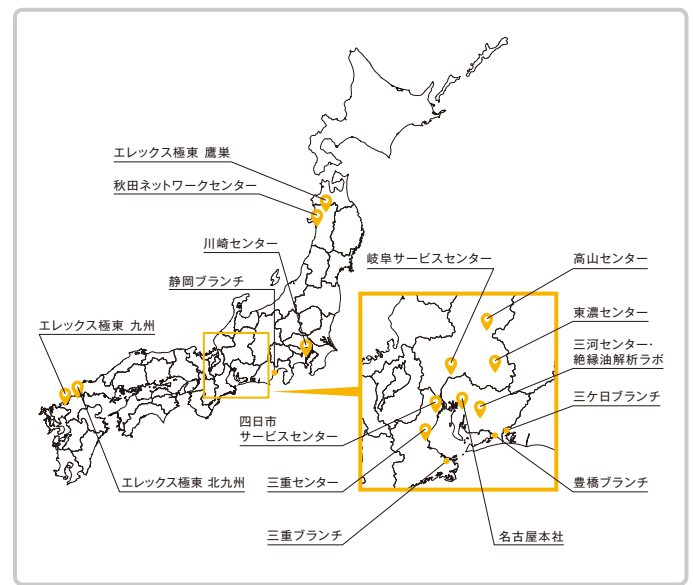 エレックス極東 鷹巣
秋田ネットワークセンター
川崎センター
岐阜サービスセンター
高山センター
静岡ブランチ
東濃センター
エレックス極東 九州
三河センター・
絶縁油解析ラボ
三ケ日ブランチ
四日市
サービスセンター
エレックス極東 北九州
三重センター
豊橋ブランチ
三重ブランチ
名古屋本社